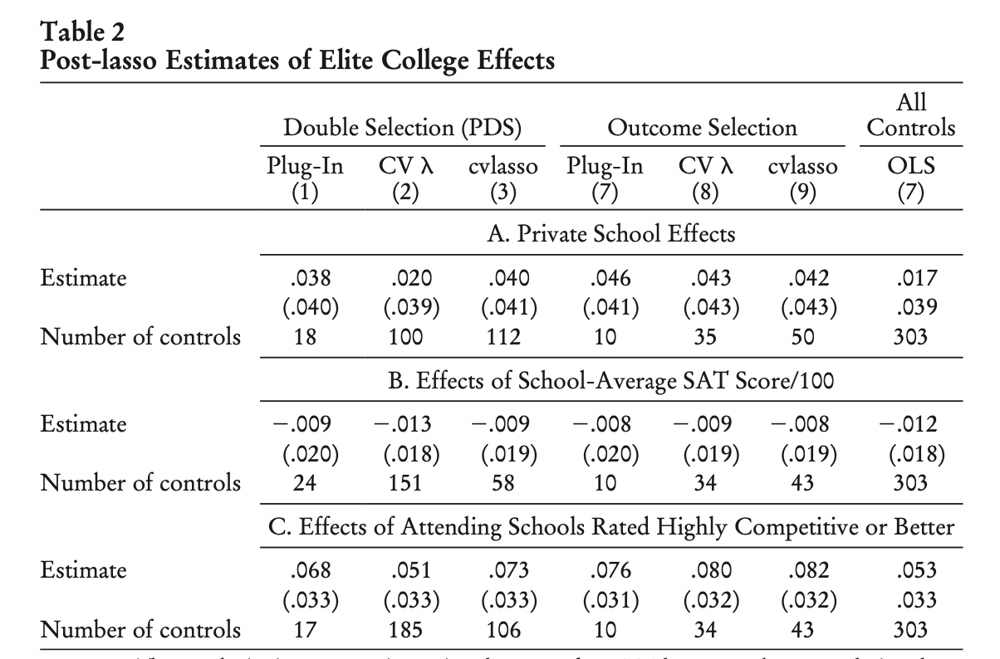 Table 2
Post-lasso Estimates of Elite College Effects
All
Double Selection (PDS) Outcome Selection Controls
Plug-In CV λ cvlasso Plug-In CV λ cvlasso OLS
(1) (2) (3) (7) (8) (9) (7)
A. Private School Effects
Estimate .038 .020 .040 .046 .043 .042 .017
(.040) (.039) (.041) (.041) (.043) (.043) .039
Number of controls 18 100 112 10 35 50 303
B. Effects of School-Average SAT Score/100
Estimate −.009 −.013 −.009 −.008 −.009 −.008 −.012
(.020) (.018) (.019) (.020) (.019) (.019) (.018)
Number of controls 24 151 58 10 34 43 303
C. Effects of Attending Schools Rated Highly Competitive or Better
Estimate .068 .051 .073 .076 .080 .082 .053
(.033) (.033) (.033) (.031) (.032) (.032) .033
Number of controls 17 185 106 10 34 43 303